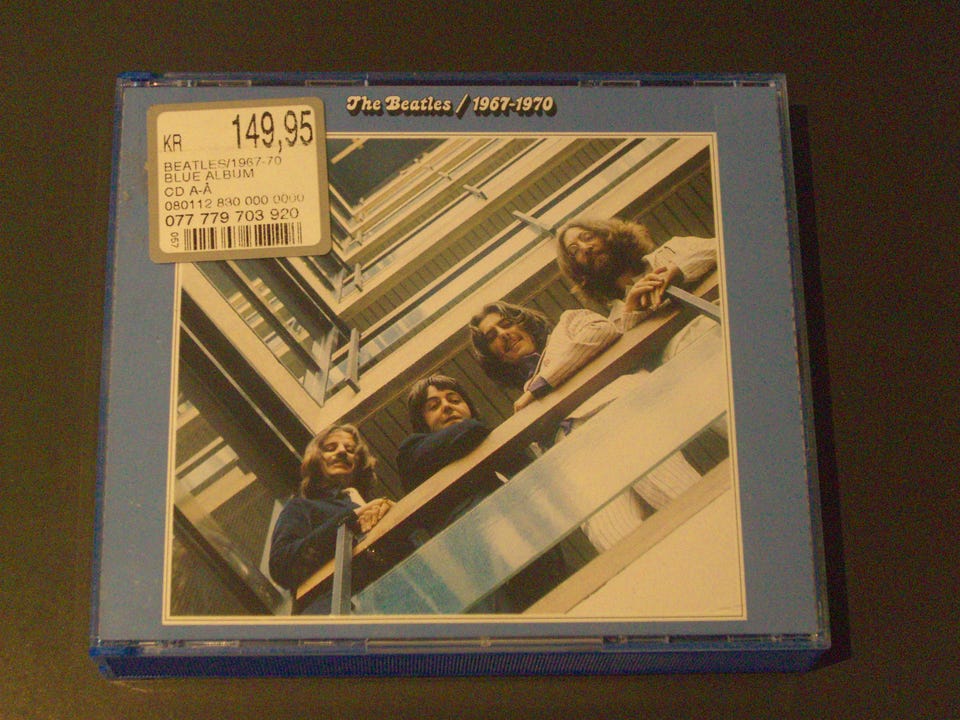 The Beatles / 1967-1970
KR 149,95
BEATLES/1967-70
BLUE ALBUM
CD A-Å
080112 830 000 0000
077 779 703 920
057